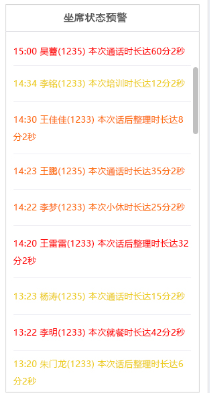 坐席状态预警
15:00 吴蕾(1235) 本次通话时长达60分2秒
14:34 李铭(1233) 本次培训时长达12分2秒
14:30 王佳佳(1233) 本次话后整理时长达8
分2秒
14:23 王鹏(1235) 本次通话时长达35分2秒
14:22 李梦(1233) 本次小休时长达25分2秒
14:20 王雷雷(1233) 本次话后整理时长达32
分2秒
13:23 杨涛(1235) 本次通话时长达15分2秒
13:22 李明(1233) 本次就餐时长达42分2秒
13:20 朱门龙(1233) 本次话后整理时长达6
分2秒